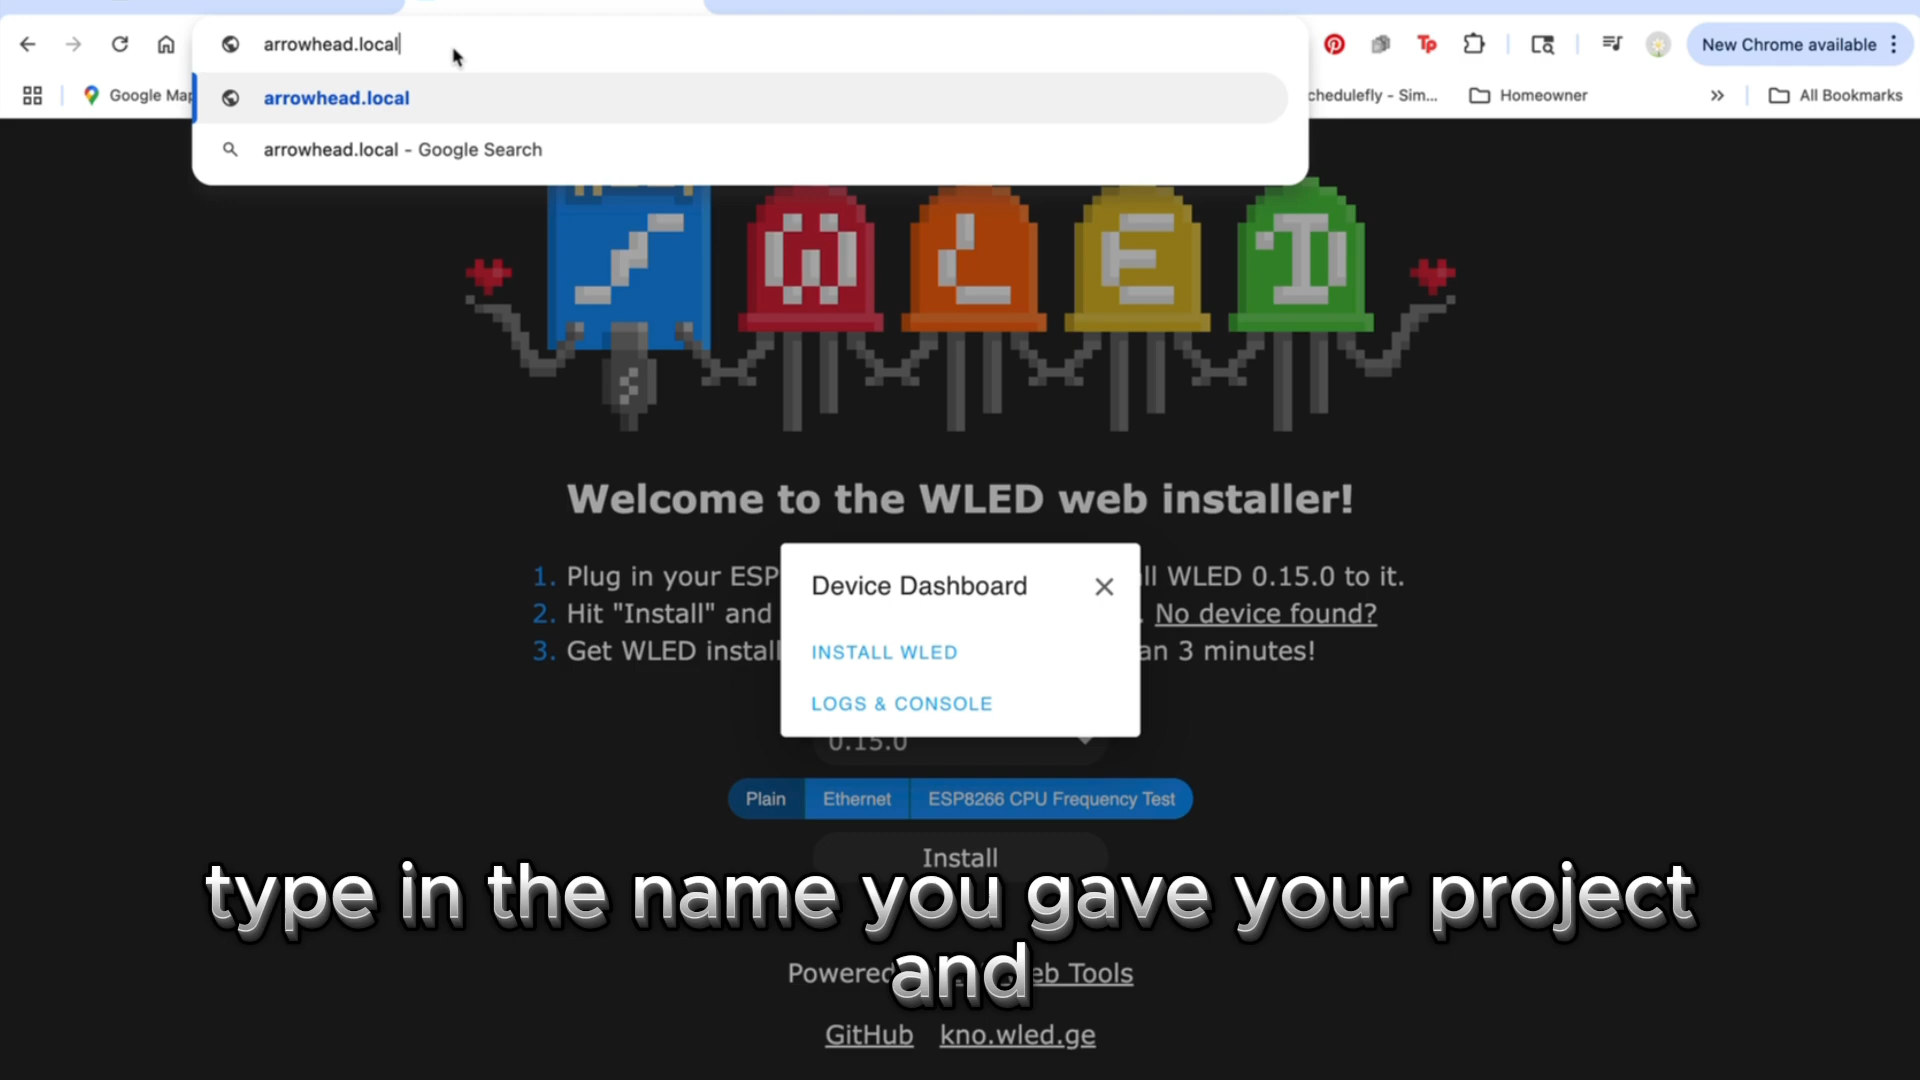 arrowhead.local
New Chrome available
Google Map
chedulefly - Sim...
Homeowner
All Bookmarks
arrowhead.local
arrowhead.local - Google Search
W L E D
Welcome to the WLED web installer!
1. Plug in your ESP
ll WLED 0.15.0 to it.
2. Hit "Install" and
. No device found?
3. Get WLED install
an 3 minutes!
Device Dashboard
INSTALL WLED
LOGS & CONSOLE
0.15.0
Plain
Ethernet
ESP8266 CPU Frequency Test
Install
type in the name you gave your project
and
Powered
eb Tools
GitHub kno.wled.ge